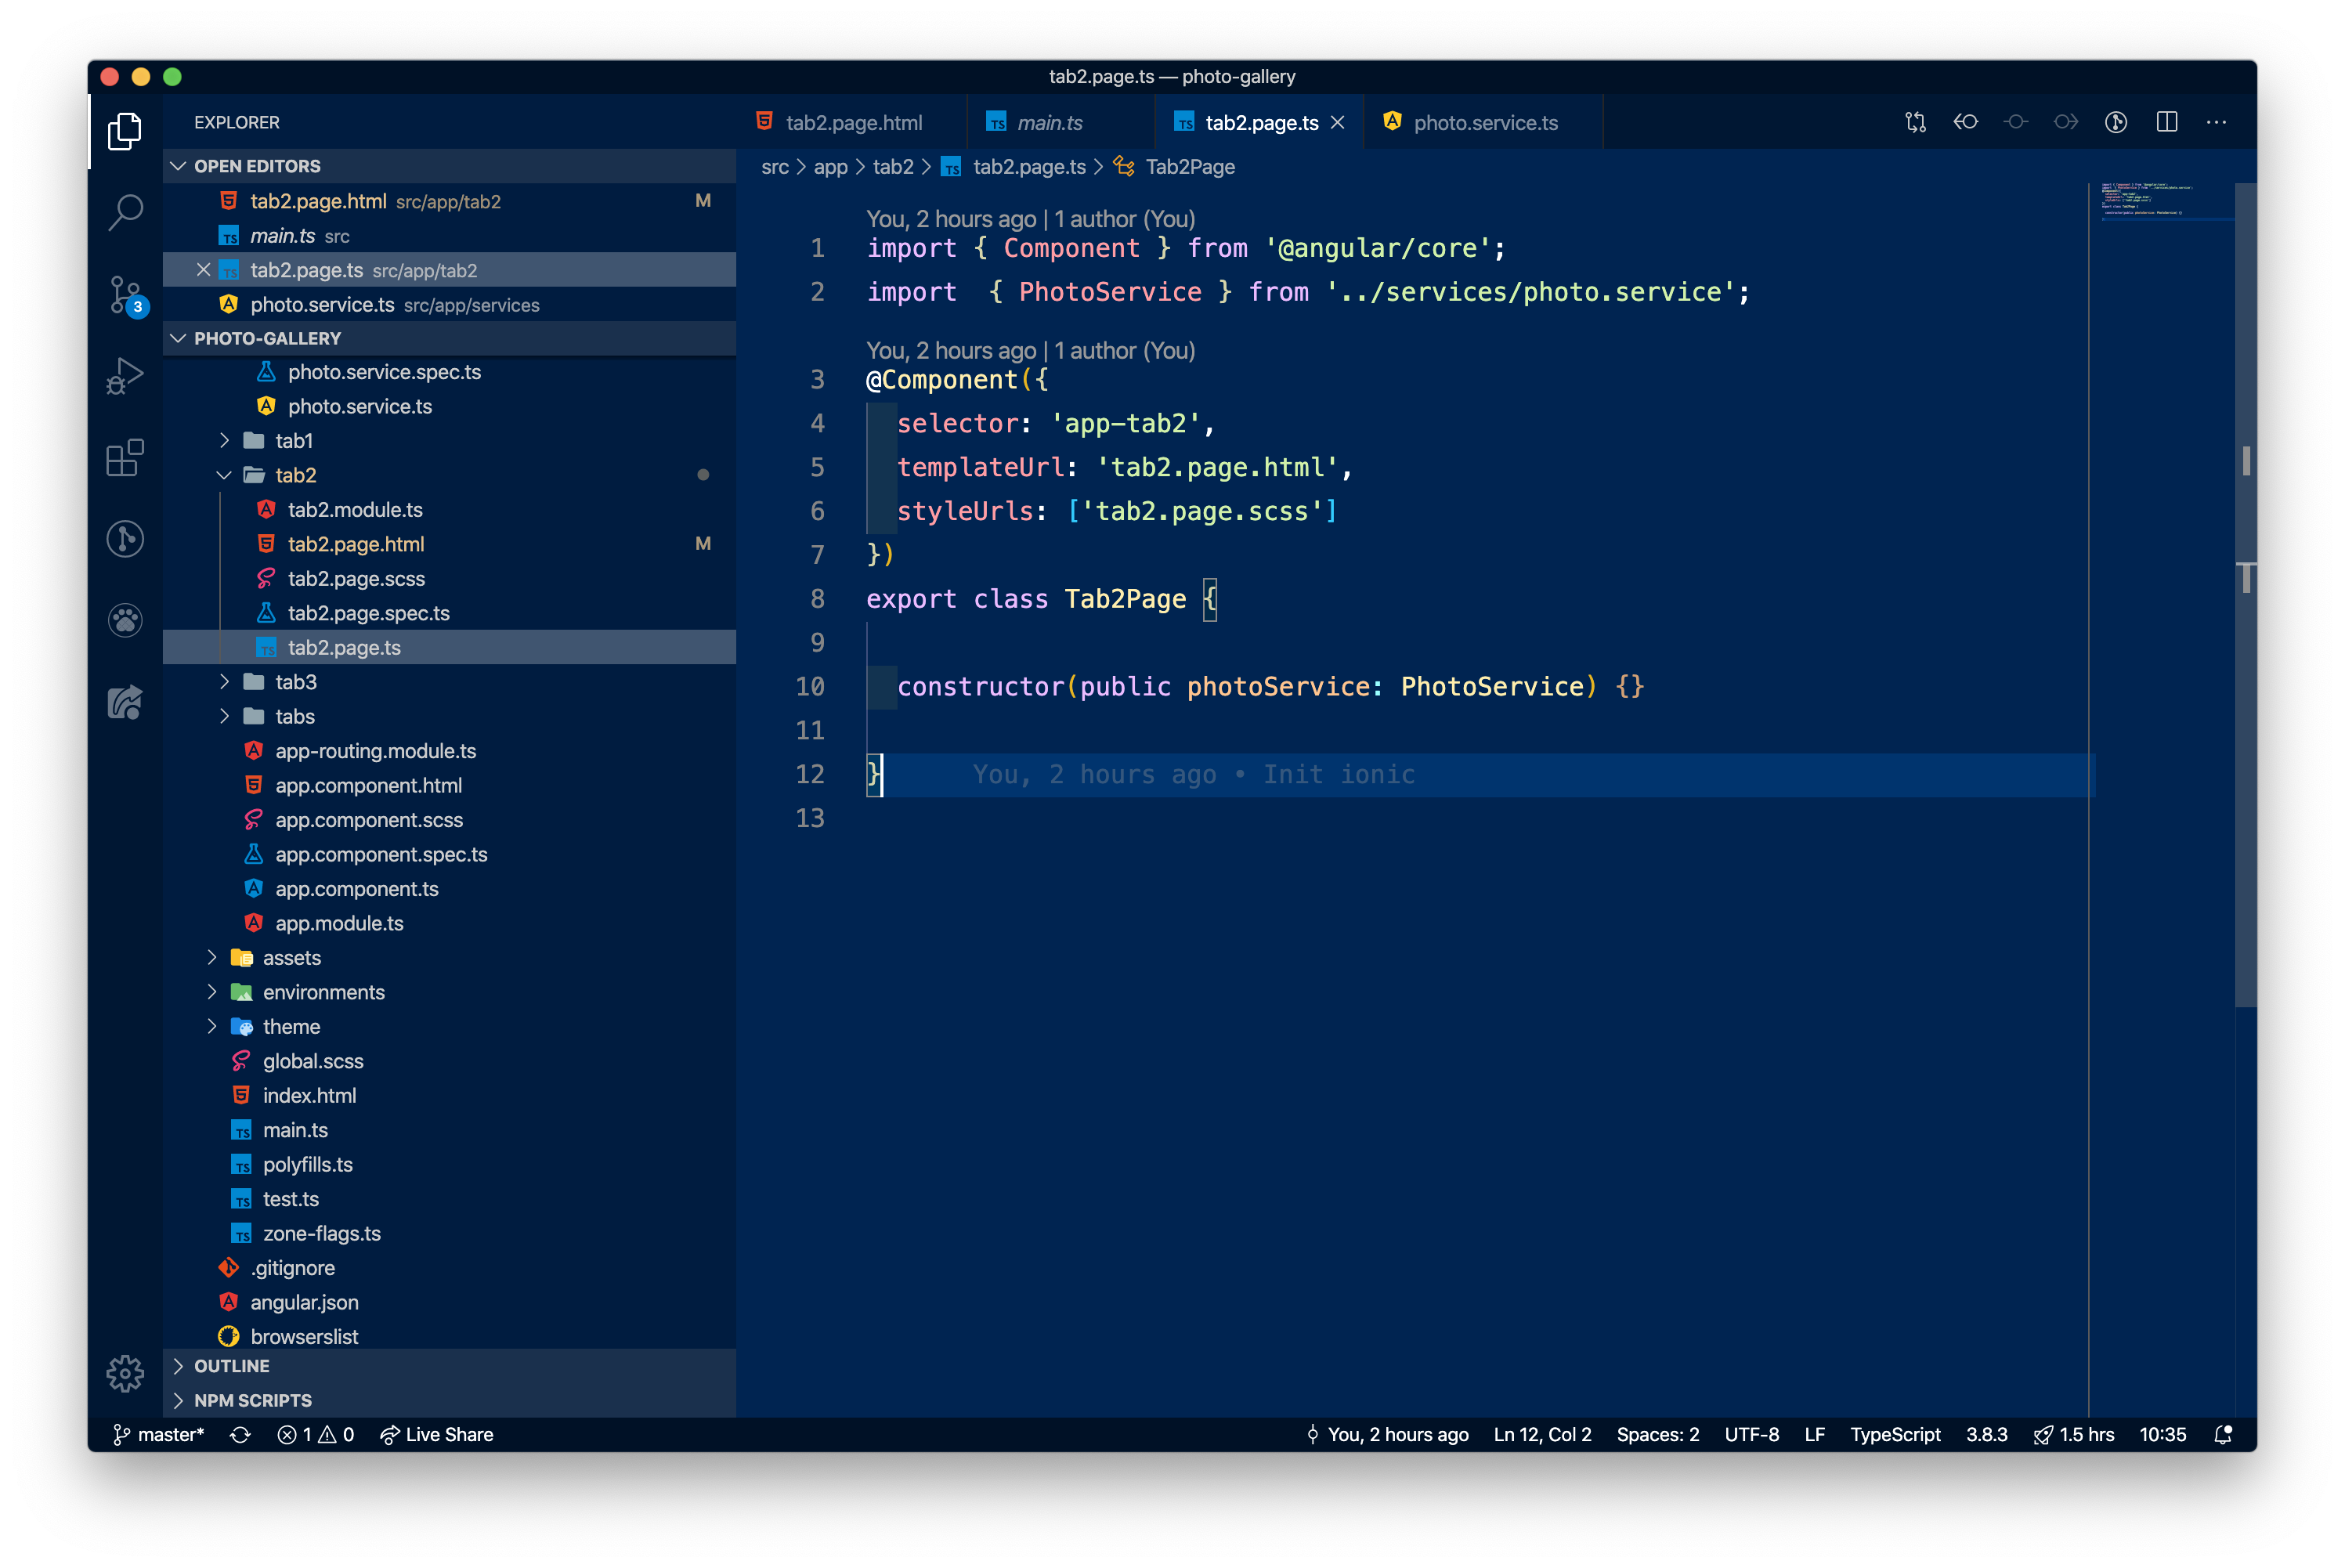 tab2.page.ts — photo-gallery
EXPLORER
OPEN EDITORS
tab2.page.html src/app/tab2 M
main.ts src
tab2.page.ts src/app/tab2
photo.service.ts src/app/services
PHOTO-GALLERY
photo.service.spec.ts
photo.service.ts
tab1
tab2
tab2.module.ts
tab2.page.html M
tab2.page.scss
tab2.page.spec.ts
tab2.page.ts
tab3
tabs
app-routing.module.ts
app.component.html
app.component.scss
app.component.spec.ts
app.component.ts
app.module.ts
assets
environments
theme
global.scss
index.html
main.ts
polyfills.ts
test.ts
zone-flags.ts
.gitignore
angular.json
browserslist
OUTLINE
NPM SCRIPTS
3
tab2.page.html main.ts tab2.page.ts photo.service.ts
src > app > tab2 > TS tab2.page.ts > Tab2Page
You, 2 hours ago | 1 author (You)
1 import { Component } from '@angular/core';
2 import  { PhotoService } from '../services/photo.service';
You, 2 hours ago | 1 author (You)
3 @Component({
4   selector: 'app-tab2',
5   templateUrl: 'tab2.page.html',
6   styleUrls: ['tab2.page.scss']
7 })
8 export class Tab2Page {
9
10   constructor(public photoService: PhotoService) {}
11
12 } You, 2 hours ago • Init ionic
13
master* 1 0 Live Share You, 2 hours ago Ln 12, Col 2 Spaces: 2 UTF-8 LF TypeScript 3.8.3 1.5 hrs 10:35